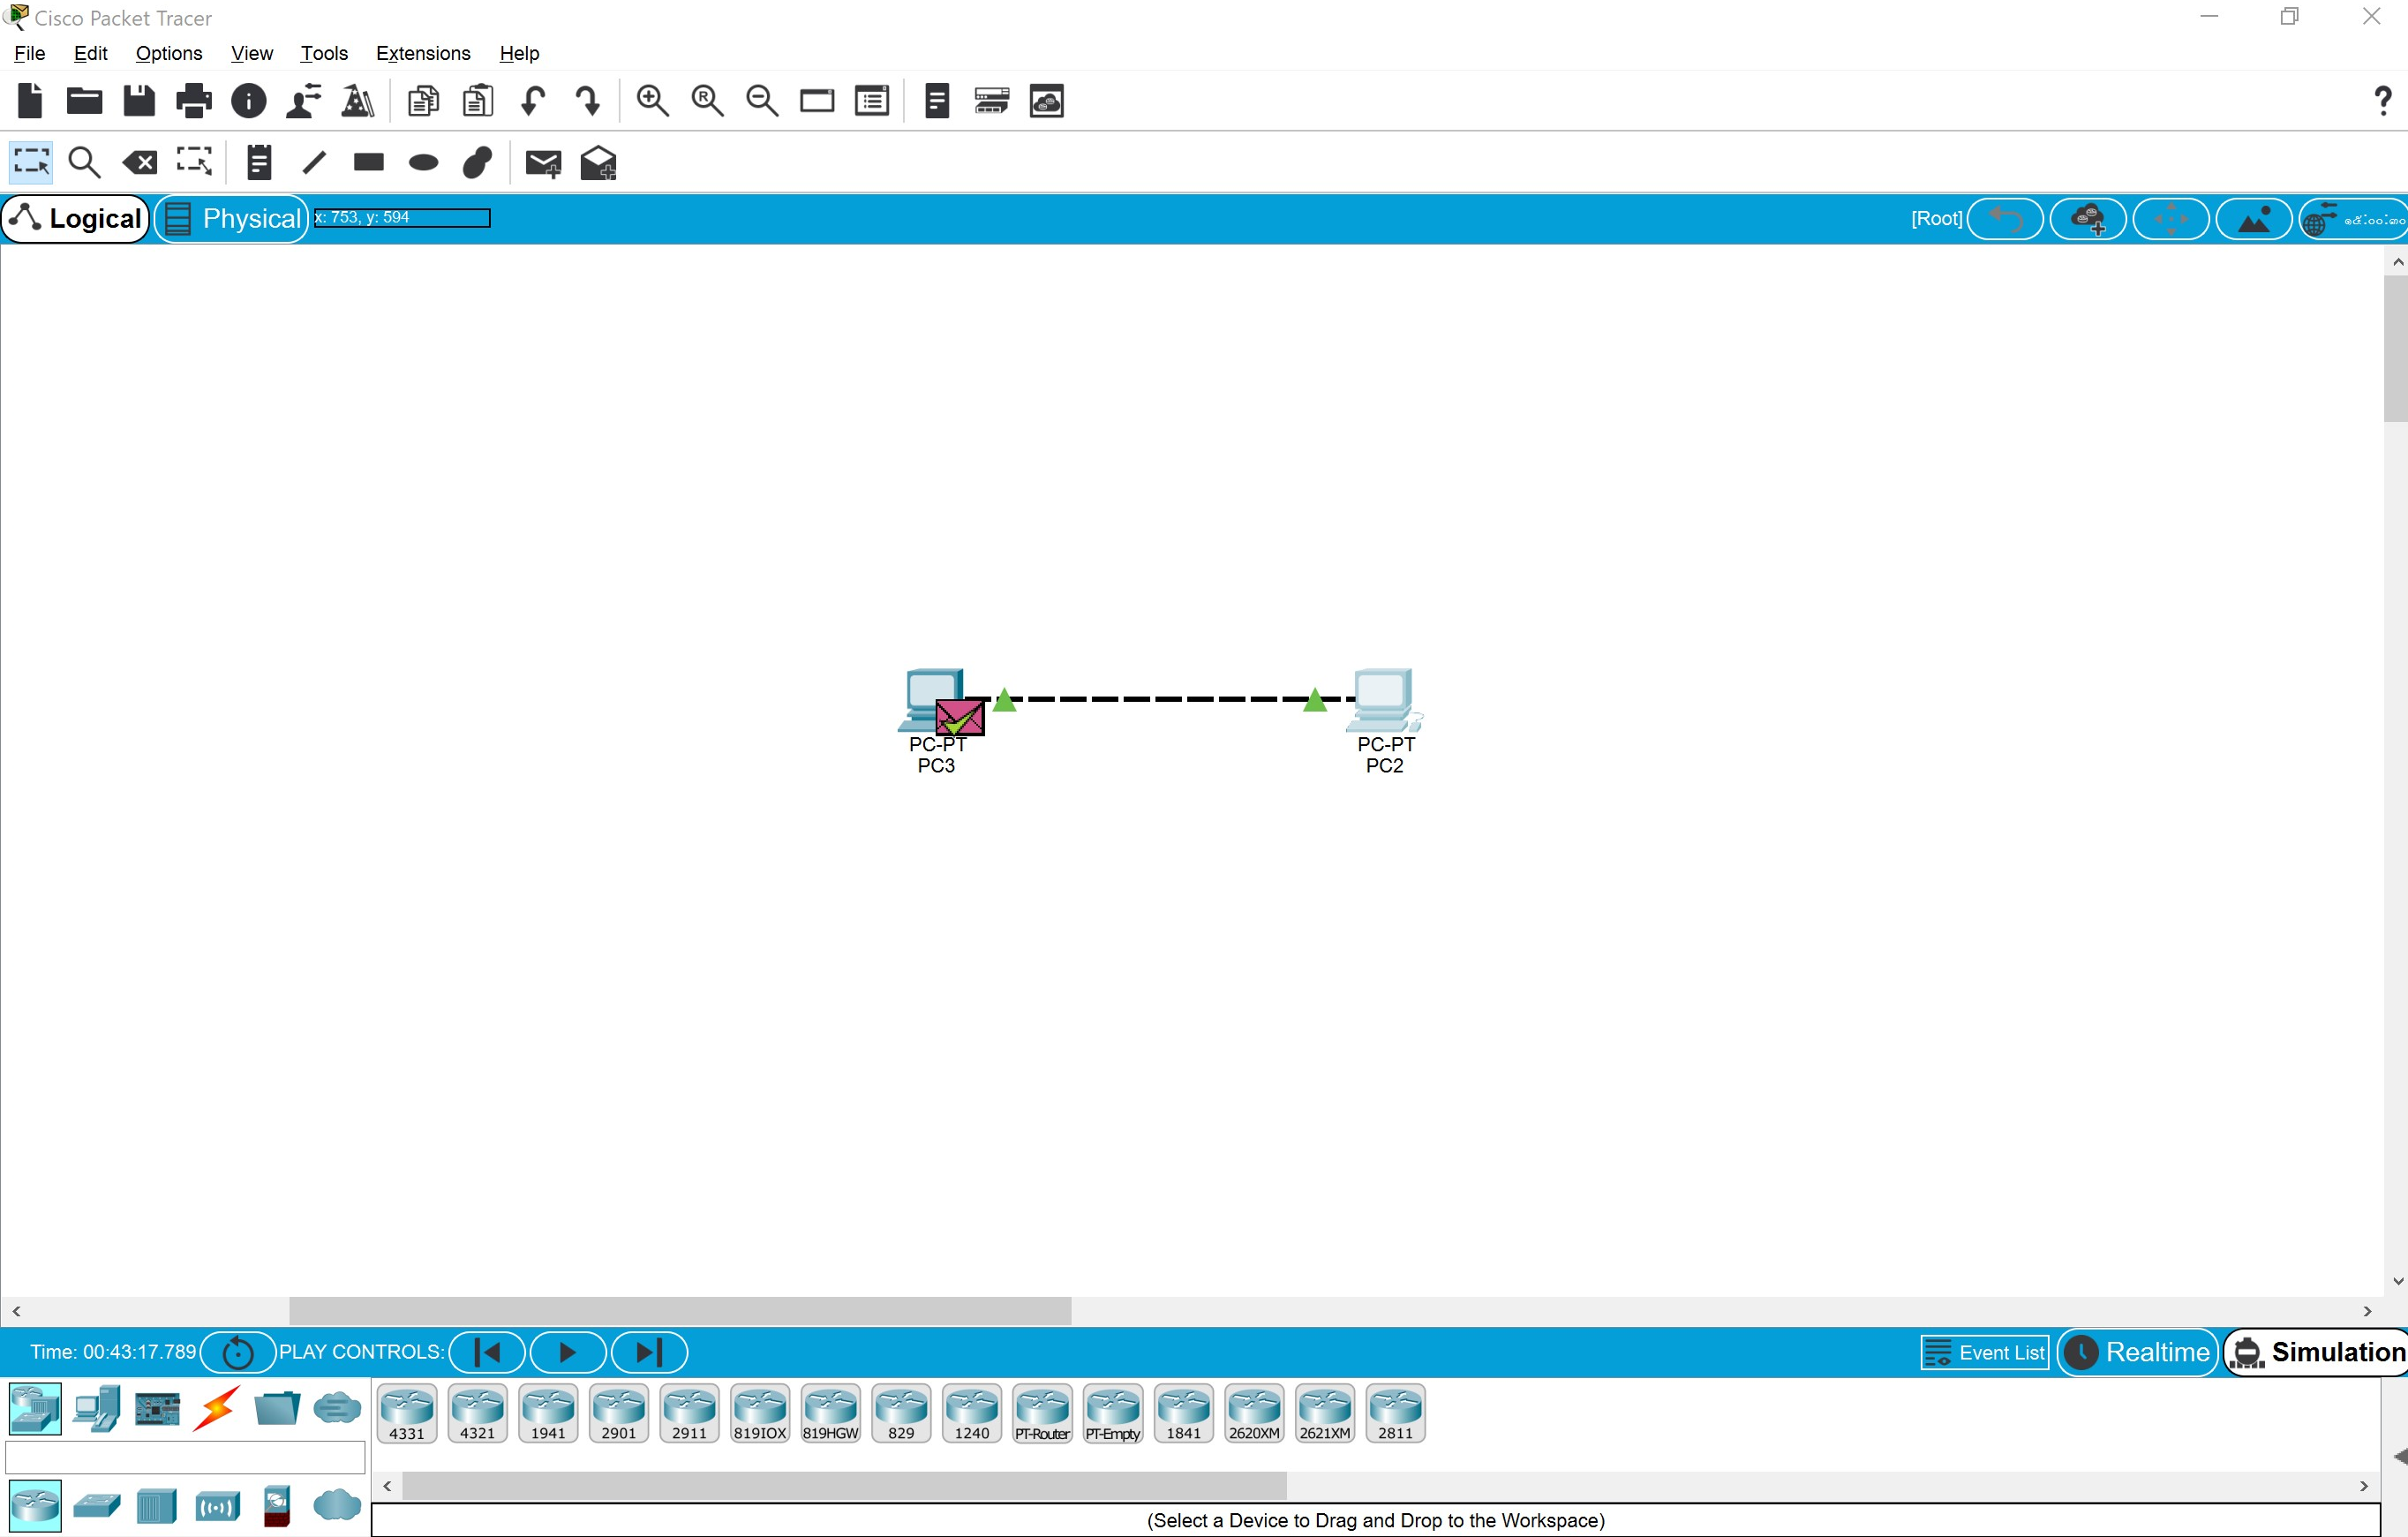 Cisco Packet Tracer
File Edit Options View Tools Extensions Help
Logical Physical x: 753, y: 594 [Root]
PC-PT PC-PT
PC3 PC2
Time: 00:43:17.789 PLAY CONTROLS: Event List Realtime Simulation
4331 4321 1941 2901 2911 819IOX 819HGW 829 1240 PT-Router PT-Empty 1841 2620XM 2621XM 2811
(Select a Device to Drag and Drop to the Workspace)